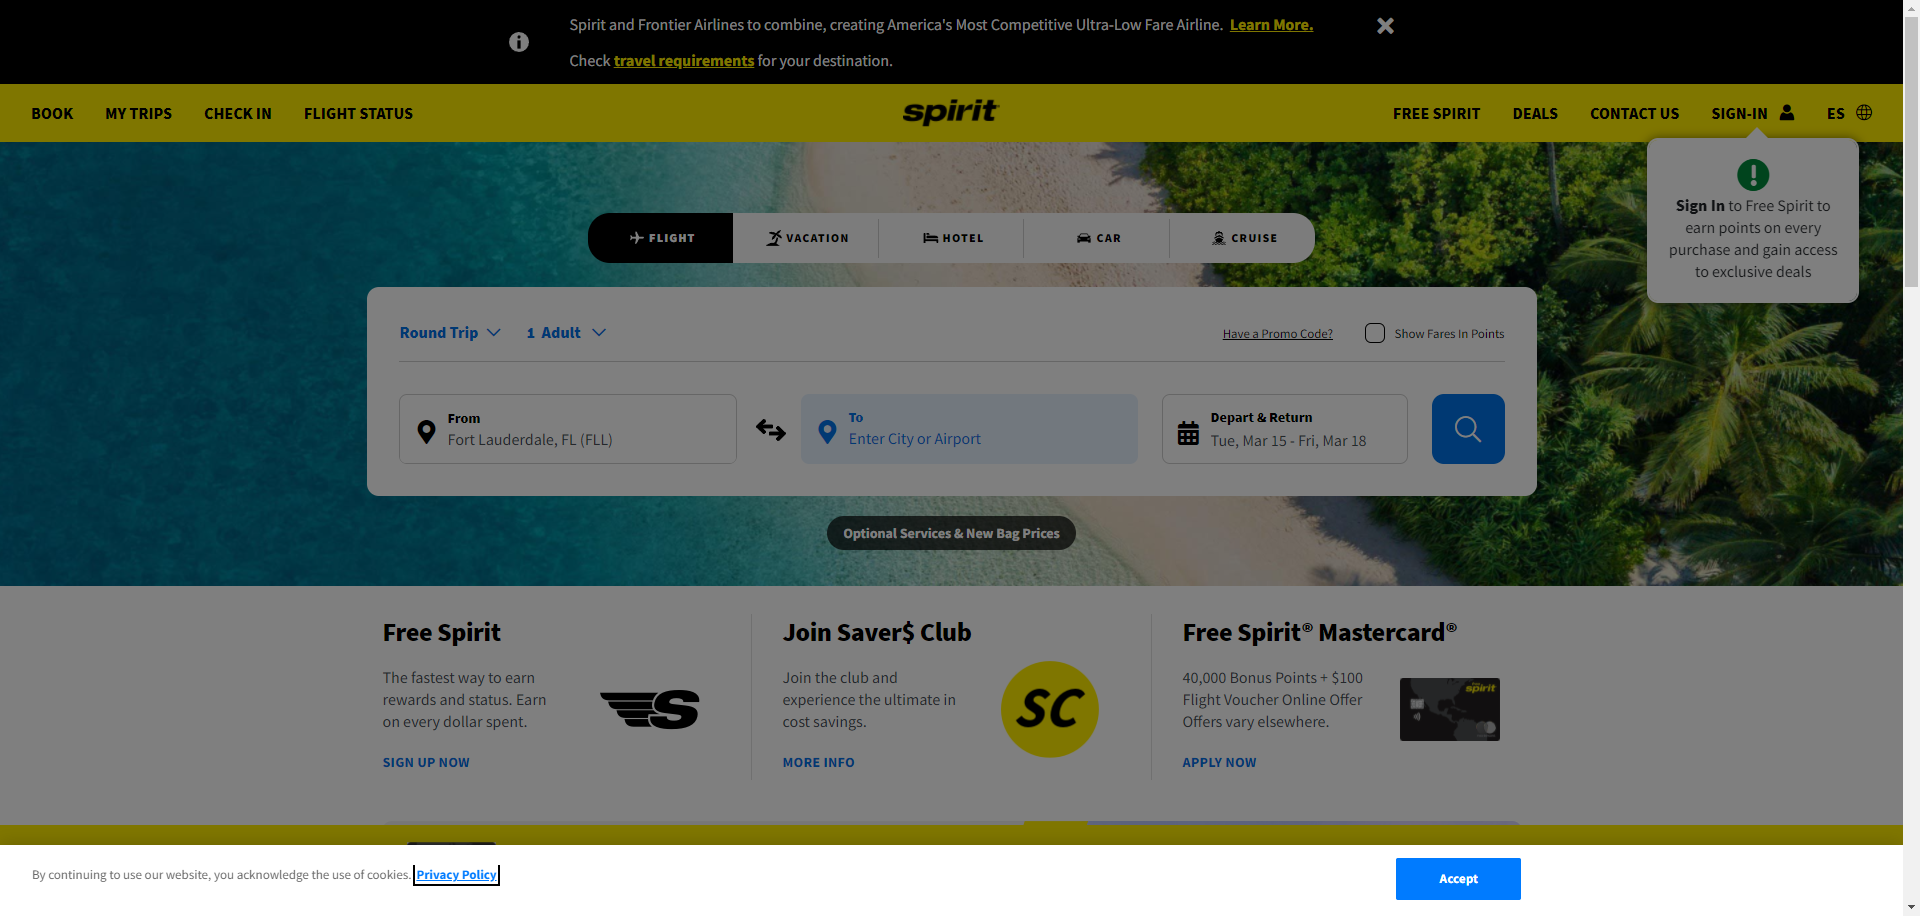 Spirit and Frontier Airlines to combine, creating America's Most Competitive Ultra-Low Fare Airline. Learn More.
Check travel requirements for your destination.
BOOK MY TRIPS CHECK IN FLIGHT STATUS spirit FREE SPIRIT DEALS CONTACT US SIGN-IN ES
Sign In to Free Spirit to
earn points on every
purchase and gain access
to exclusive deals
FLIGHT VACATION HOTEL CAR CRUISE
Round Trip 1 Adult Have a Promo Code? Show Fares In Points
From
Fort Lauderdale, FL (FLL)
To
Enter City or Airport
Depart & Return
Tue, Mar 15 - Fri, Mar 18
Optional Services & New Bag Prices
Free Spirit
The fastest way to earn
rewards and status. Earn
on every dollar spent.
SIGN UP NOW
S
Join Saver$ Club
Join the club and
experience the ultimate in
cost savings.
MORE INFO
SC
Free Spirit® Mastercard®
40,000 Bonus Points + $100
Flight Voucher Online Offer
Offers vary elsewhere.
APPLY NOW
spirit
By continuing to use our website, you acknowledge the use of cookies. Privacy Policy
Accept